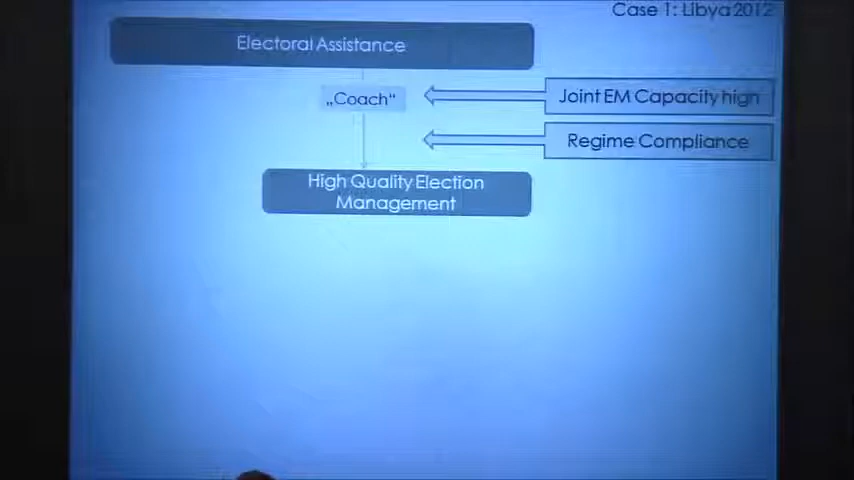 Case 1: Libya 2012
Electoral Assistance
„Coach“
Joint EM Capacity high
Regime Compliance
High Quality Election
Management